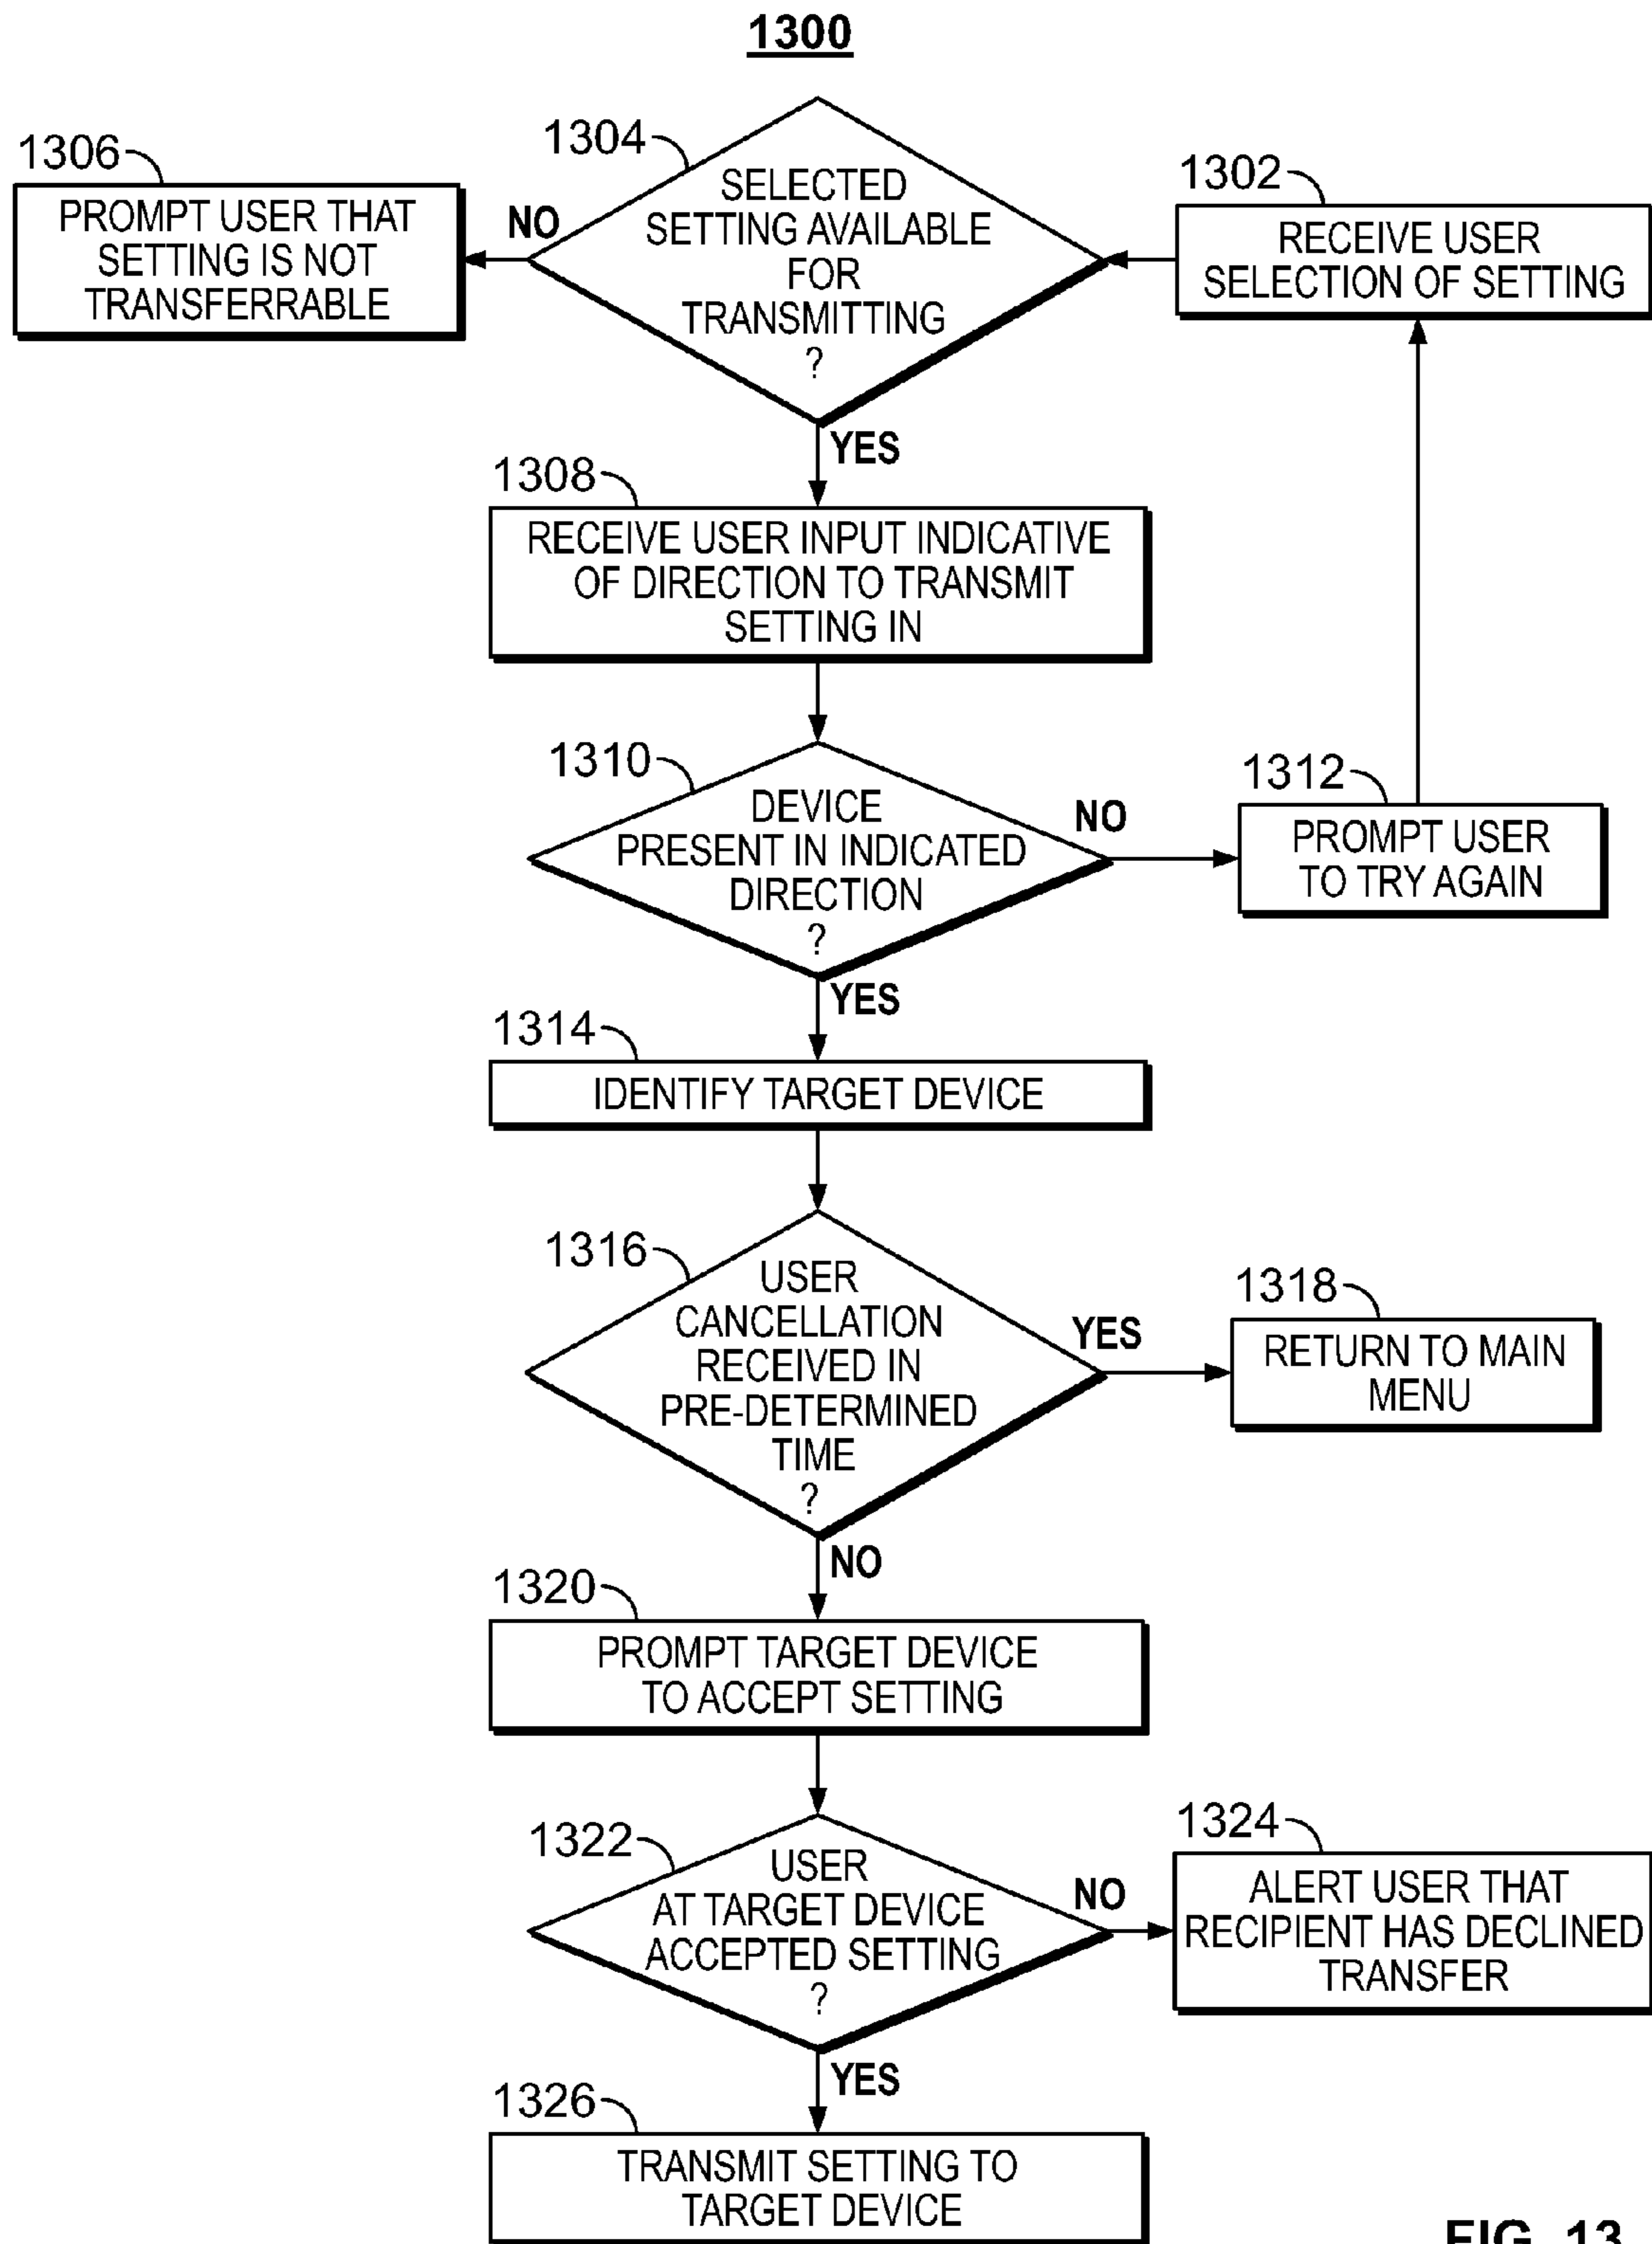 1300
1306
PROMPT USER THAT
SETTING IS NOT
TRANSFERRABLE
NO
1304
SELECTED
SETTING AVAILABLE
FOR
TRANSMITTING
?
1302
RECEIVE USER
SELECTION OF SETTING
YES
1308
RECEIVE USER INPUT INDICATIVE
OF DIRECTION TO TRANSMIT
SETTING IN
1310
DEVICE
PRESENT IN INDICATED
DIRECTION
?
NO
1312
PROMPT USER
TO TRY AGAIN
YES
1314
IDENTIFY TARGET DEVICE
1316
USER
CANCELLATION
RECEIVED IN
PRE-DETERMINED
TIME
?
YES
1318
RETURN TO MAIN
MENU
NO
1320
PROMPT TARGET DEVICE
TO ACCEPT SETTING
1322
USER
AT TARGET DEVICE
ACCEPTED SETTING
?
NO
1324
ALERT USER THAT
RECIPIENT HAS DECLINED
TRANSFER
YES
1326
TRANSMIT SETTING TO
TARGET DEVICE
FIG. 13